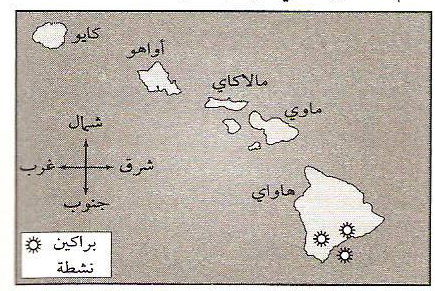 كايو
أواهو
مالاكاي
ماوي
هاواي
شمال
شرق
غرب
جنوب
براكين
نشطة